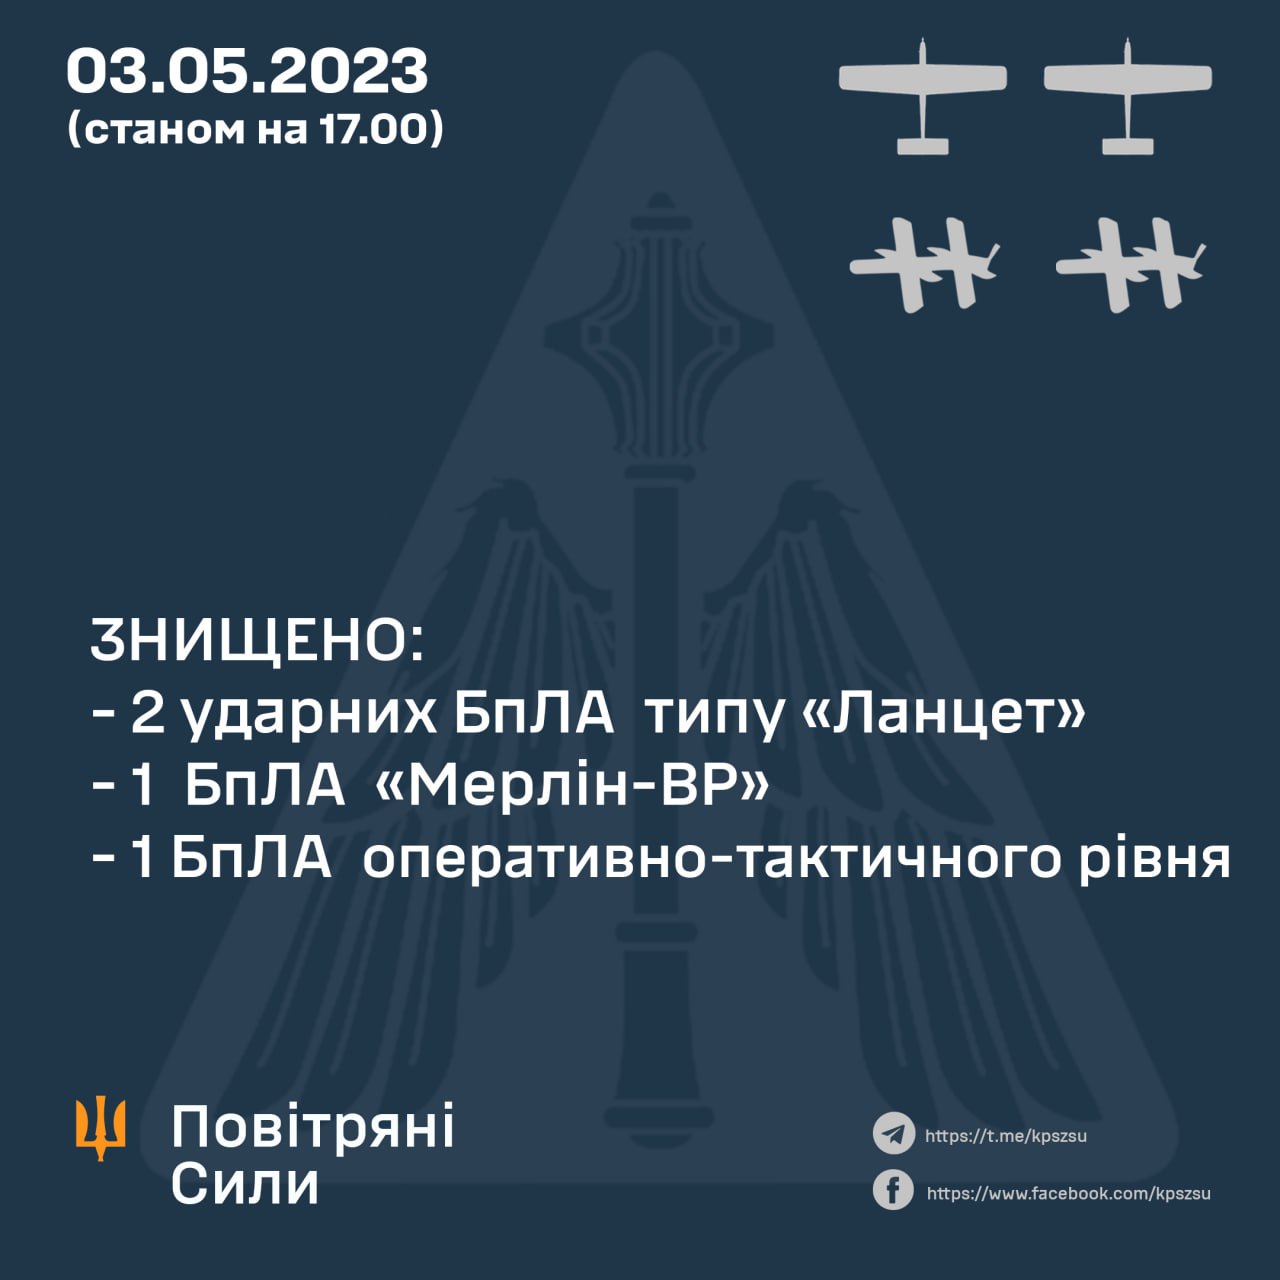 03.05.2023
(станом на 17.00)
ЗНИЩЕНО:
- 2 ударних БпЛА типу «Ланцет»
- 1 БпЛА «Мерлін-ВР»
- 1 БпЛА оперативно-тактичного рівня
Повітряні
Сили
https://t.me/kpszsu
https://www.facebook.com/kpszsu